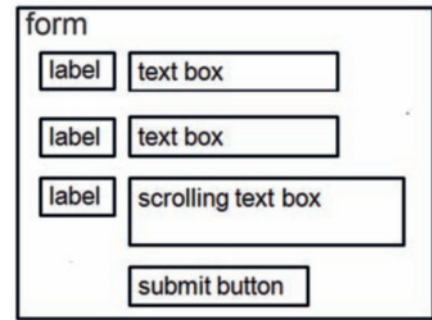 form
label text box
label text box
label scrolling text box
submit button